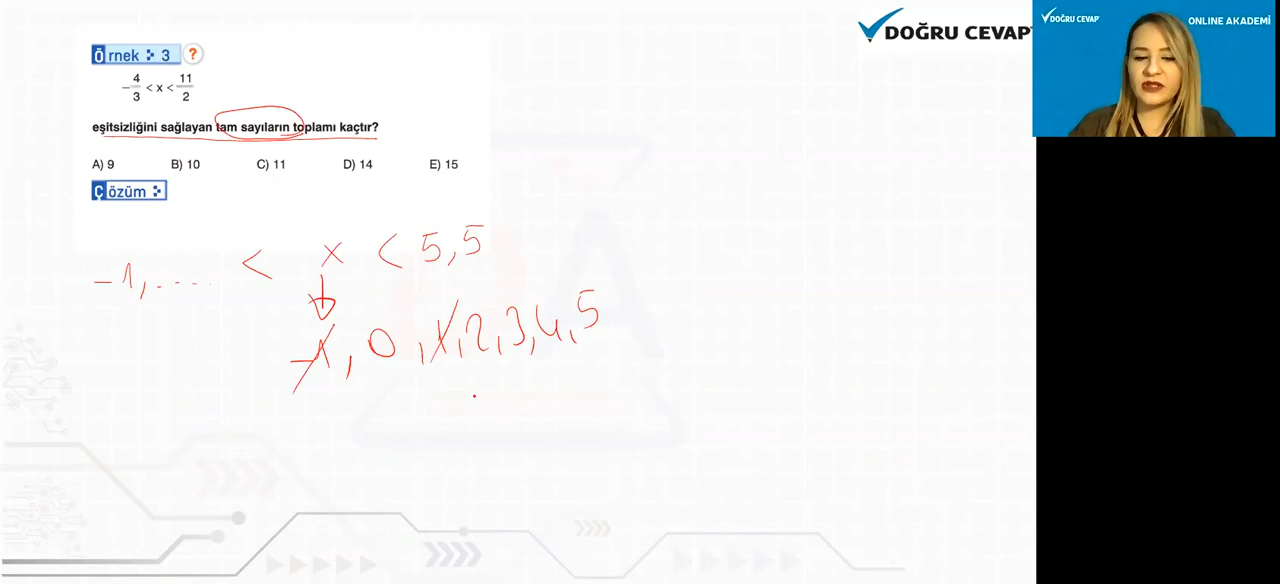 DOĞRU CEVAP
DOĞRU CEVAP
ONLINE AKADEMİ
Örnek 3 ?
-4/3 < x < 11/2
eşitsizliğini sağlayan tam sayıların toplamı kaçtır?
A) 9 B) 10 C) 11 D) 14 E) 15
Çözüm
-1,.... < x < 5,5
-1, 0, 1, 2, 3, 4, 5